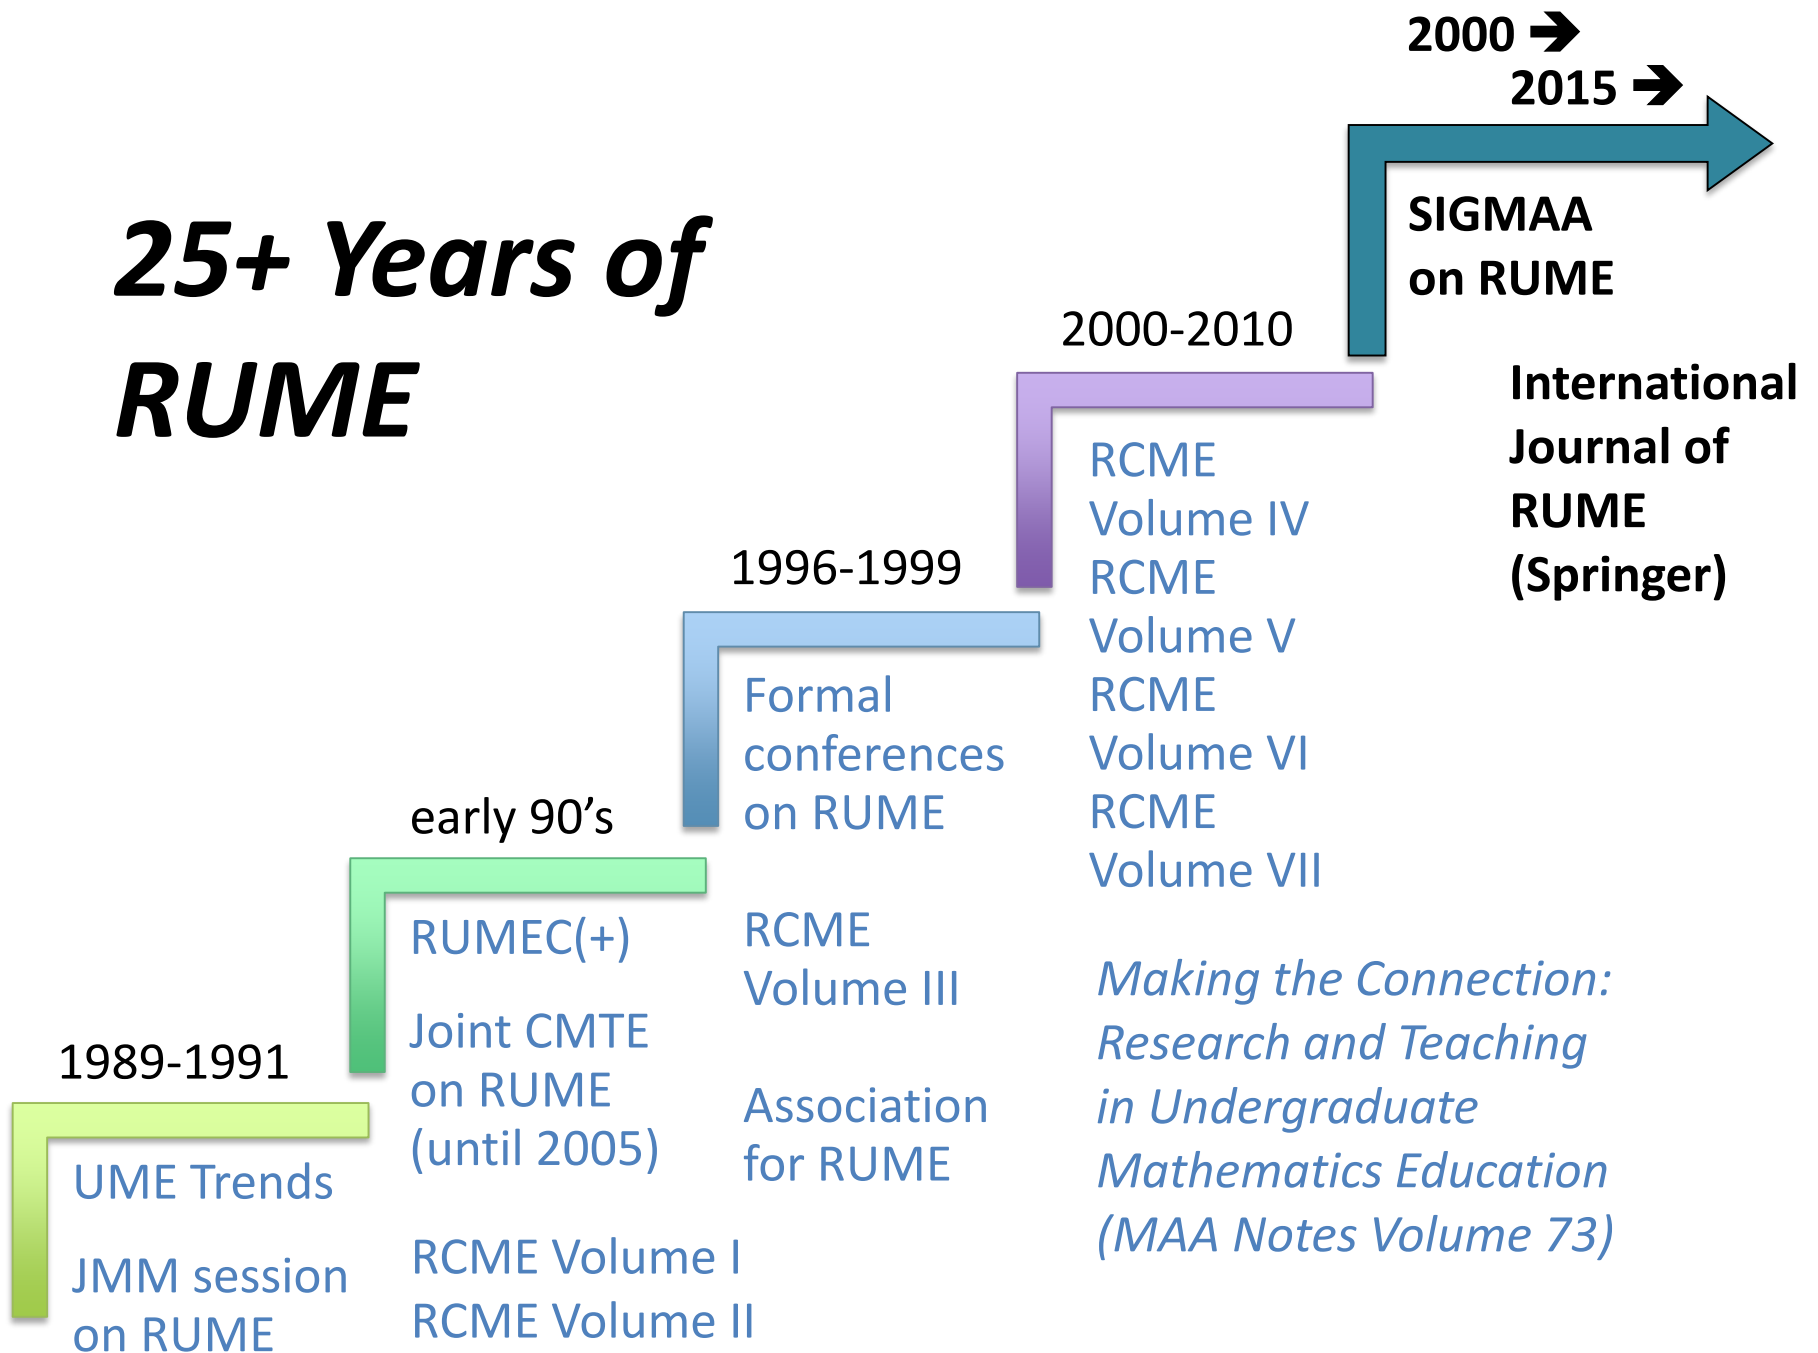 25+ Years of
RUME
1989-1991
UME Trends
JMM session
on RUME
early 90’s
RUMEC(+)
Joint CMTE
on RUME
(until 2005)
RCME Volume I
RCME Volume II
1996-1999
Formal
conferences
on RUME
RCME
Volume III
Association
for RUME
2000-2010
RCME
Volume IV
RCME
Volume V
RCME
Volume VI
RCME
Volume VII
Making the Connection:
Research and Teaching
in Undergraduate
Mathematics Education
(MAA Notes Volume 73)
2000 ➔
2015 ➔
SIGMAA
on RUME
International
Journal of
RUME
(Springer)